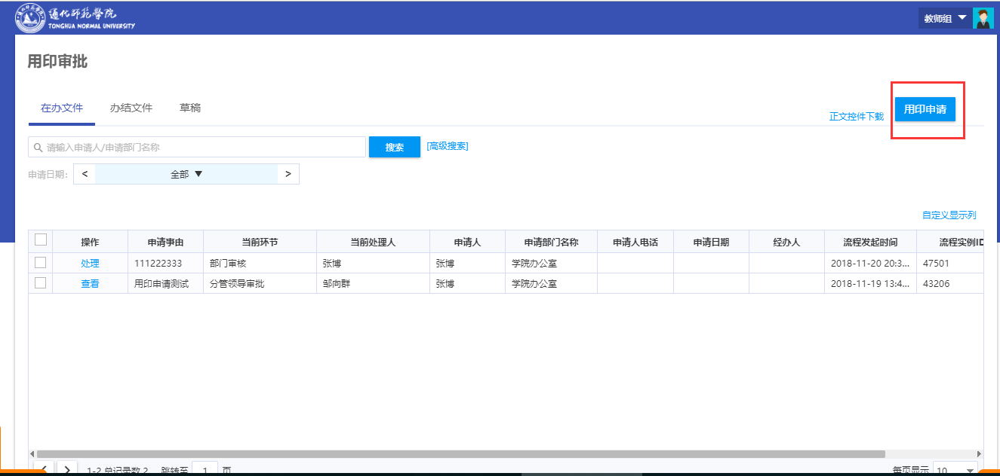 通化师范学院
TONGHUA NORMAL UNIVERSITY
教师组
用印审批
在办文件 办结文件 草稿
正文控件下载 用印申请
请输入申请人/申请部门名称 搜索 [高级搜索]
申请日期: < 全部 ▼ >
自定义显示列
操作 申请事由 当前环节 当前处理人 申请人 申请部门名称 申请人电话 申请日期 经办人 流程发起时间 流程实例ID
处理 111222333 部门审核 张博 张博 学院办公室 2018-11-20 20:3... 47501
查看 用印申请测试 分管领导审批 邹向群 张博 学院办公室 2018-11-19 13:4... 43206
1-2 总记录数 2 跳转至 1 页 每页显示 10